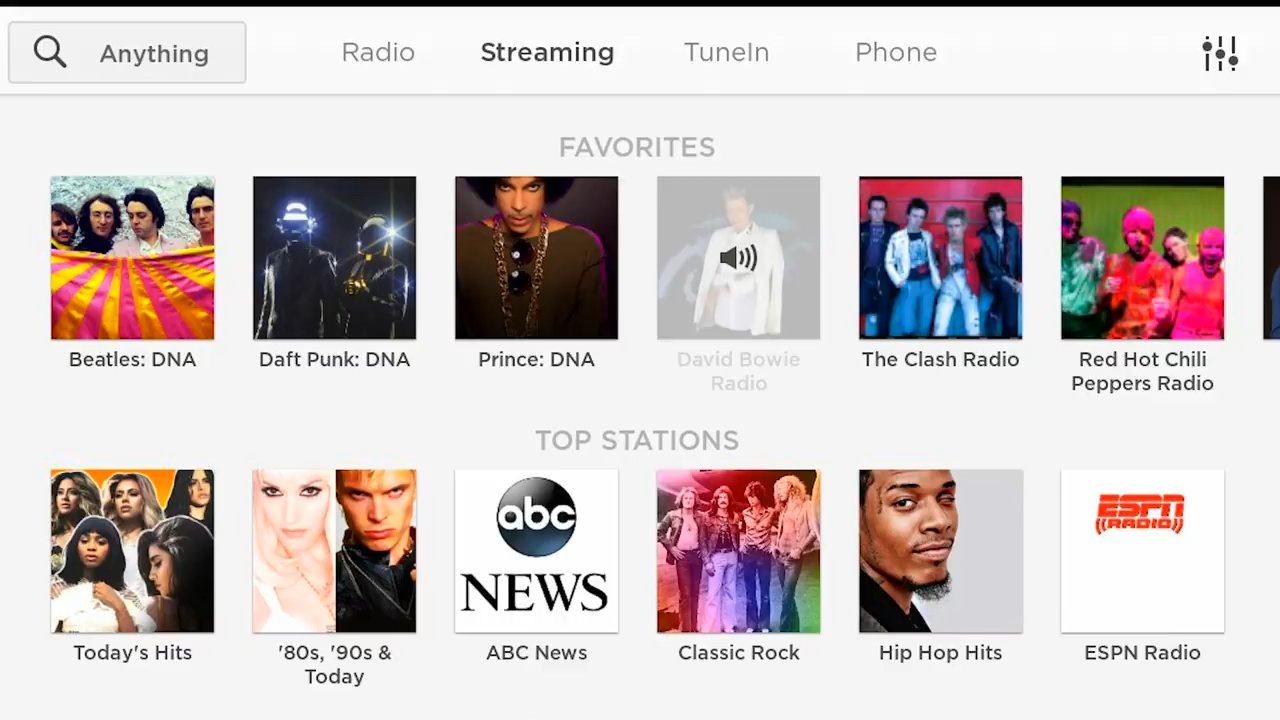 Anything
Radio
Streaming
TuneIn
Phone
FAVORITES
Beatles: DNA
Daft Punk: DNA
Prince: DNA
David Bowie
Radio
The Clash Radio
Red Hot Chili
Peppers Radio
TOP STATIONS
abc
NEWS
ESPN
RADIO
Today's Hits
'80s, '90s &
Today
ABC News
Classic Rock
Hip Hop Hits
ESPN Radio